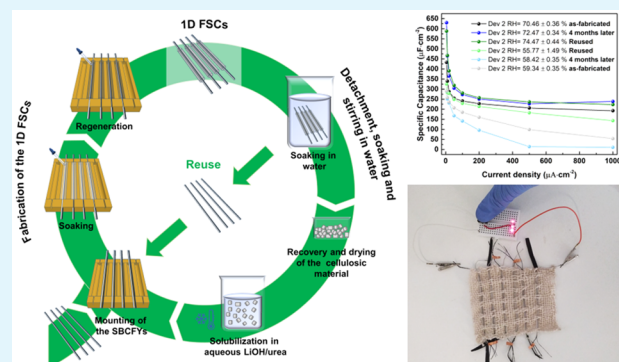 1D FSCs
Detachment, soaking and
stirring in water
Soaking in
water
Recovery and drying
of the cellulosic
material
Solubilization in
aqueous LiOH/urea
Mounting of
the SBCFYs
Soaking
Regeneration
Fabrication of the 1D FSCs
Reuse
Specific Capacitance (µF·cm⁻²)
650
600
550
500
450
400
350
300
250
200
150
100
50
0
Dev 2 RH= 70.46 ± 0.36 % as-fabricated
Dev 2 RH= 72.47 ± 0.34 % 4 months later
Dev 2 RH= 74.47 ± 0.44 % Reused
Dev 2 RH= 55.77 ± 1.49 % Reused
Dev 2 RH= 58.42 ± 0.35 % 4 months later
Dev 2 RH= 59.34 ± 0.35 % as-fabricated
0 200 400 600 800 1000
Current density (µA·cm⁻²)